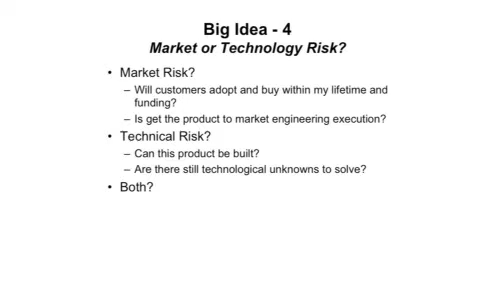 Big Idea - 4
Market or Technology Risk?
• Market Risk?
– Will customers adopt and buy within my lifetime and
funding?
– Is get the product to market engineering execution?
• Technical Risk?
– Can this product be built?
– Are there still technological unknowns to solve?
• Both?